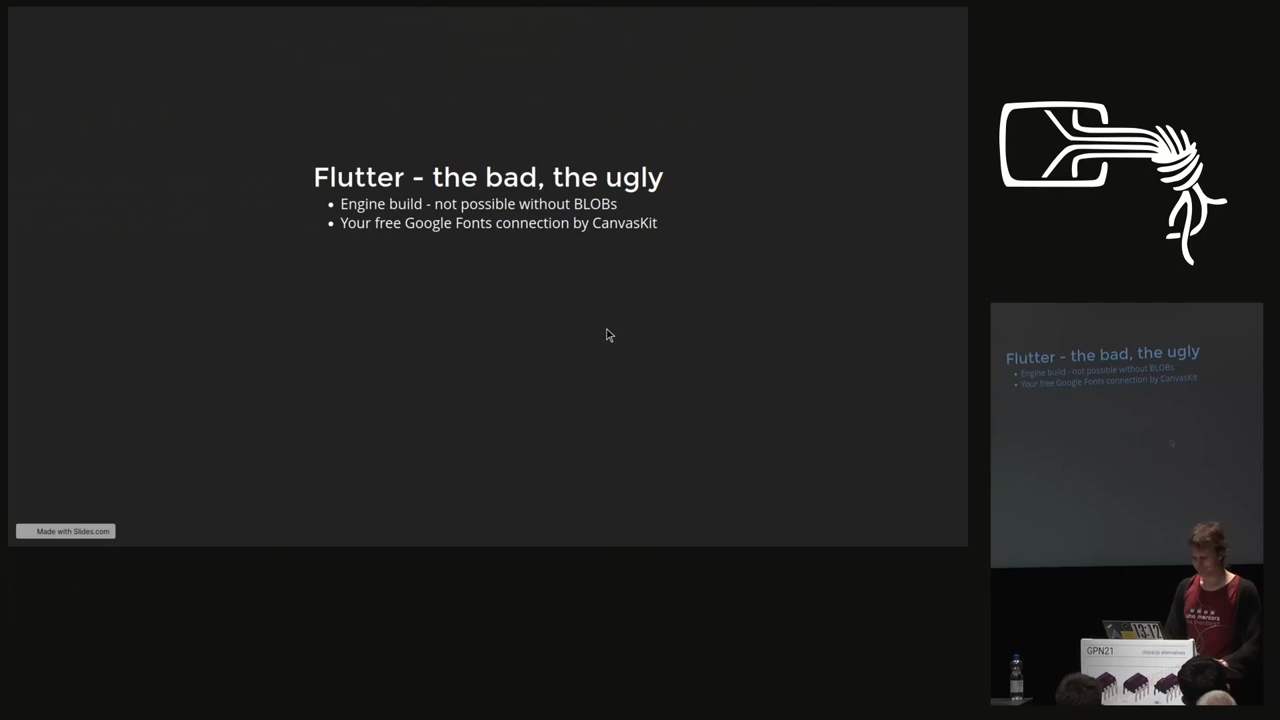 Flutter - the bad, the ugly
Engine build - not possible without BLOBs
Your free Google Fonts connection by CanvasKit
Made with Slides.com
Flutter - the bad, the ugly
Engine build - not possible without BLOBs
Your free Google Fonts connection by CanvasKit
13:12
GPN21